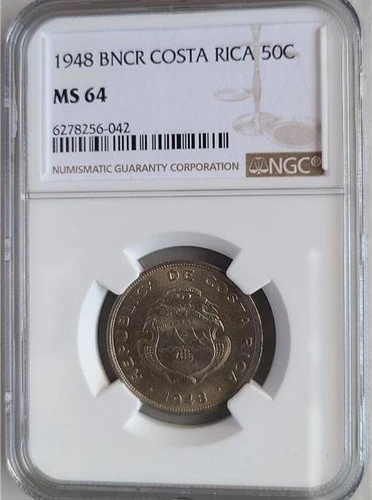 1948 BNCR COSTA RICA 50C
MS 64
6278256-042
NUMISMATIC GUARANTY CORPORATION
NGC®
REPUBLICA DE COSTA RICA
· 1948 ·